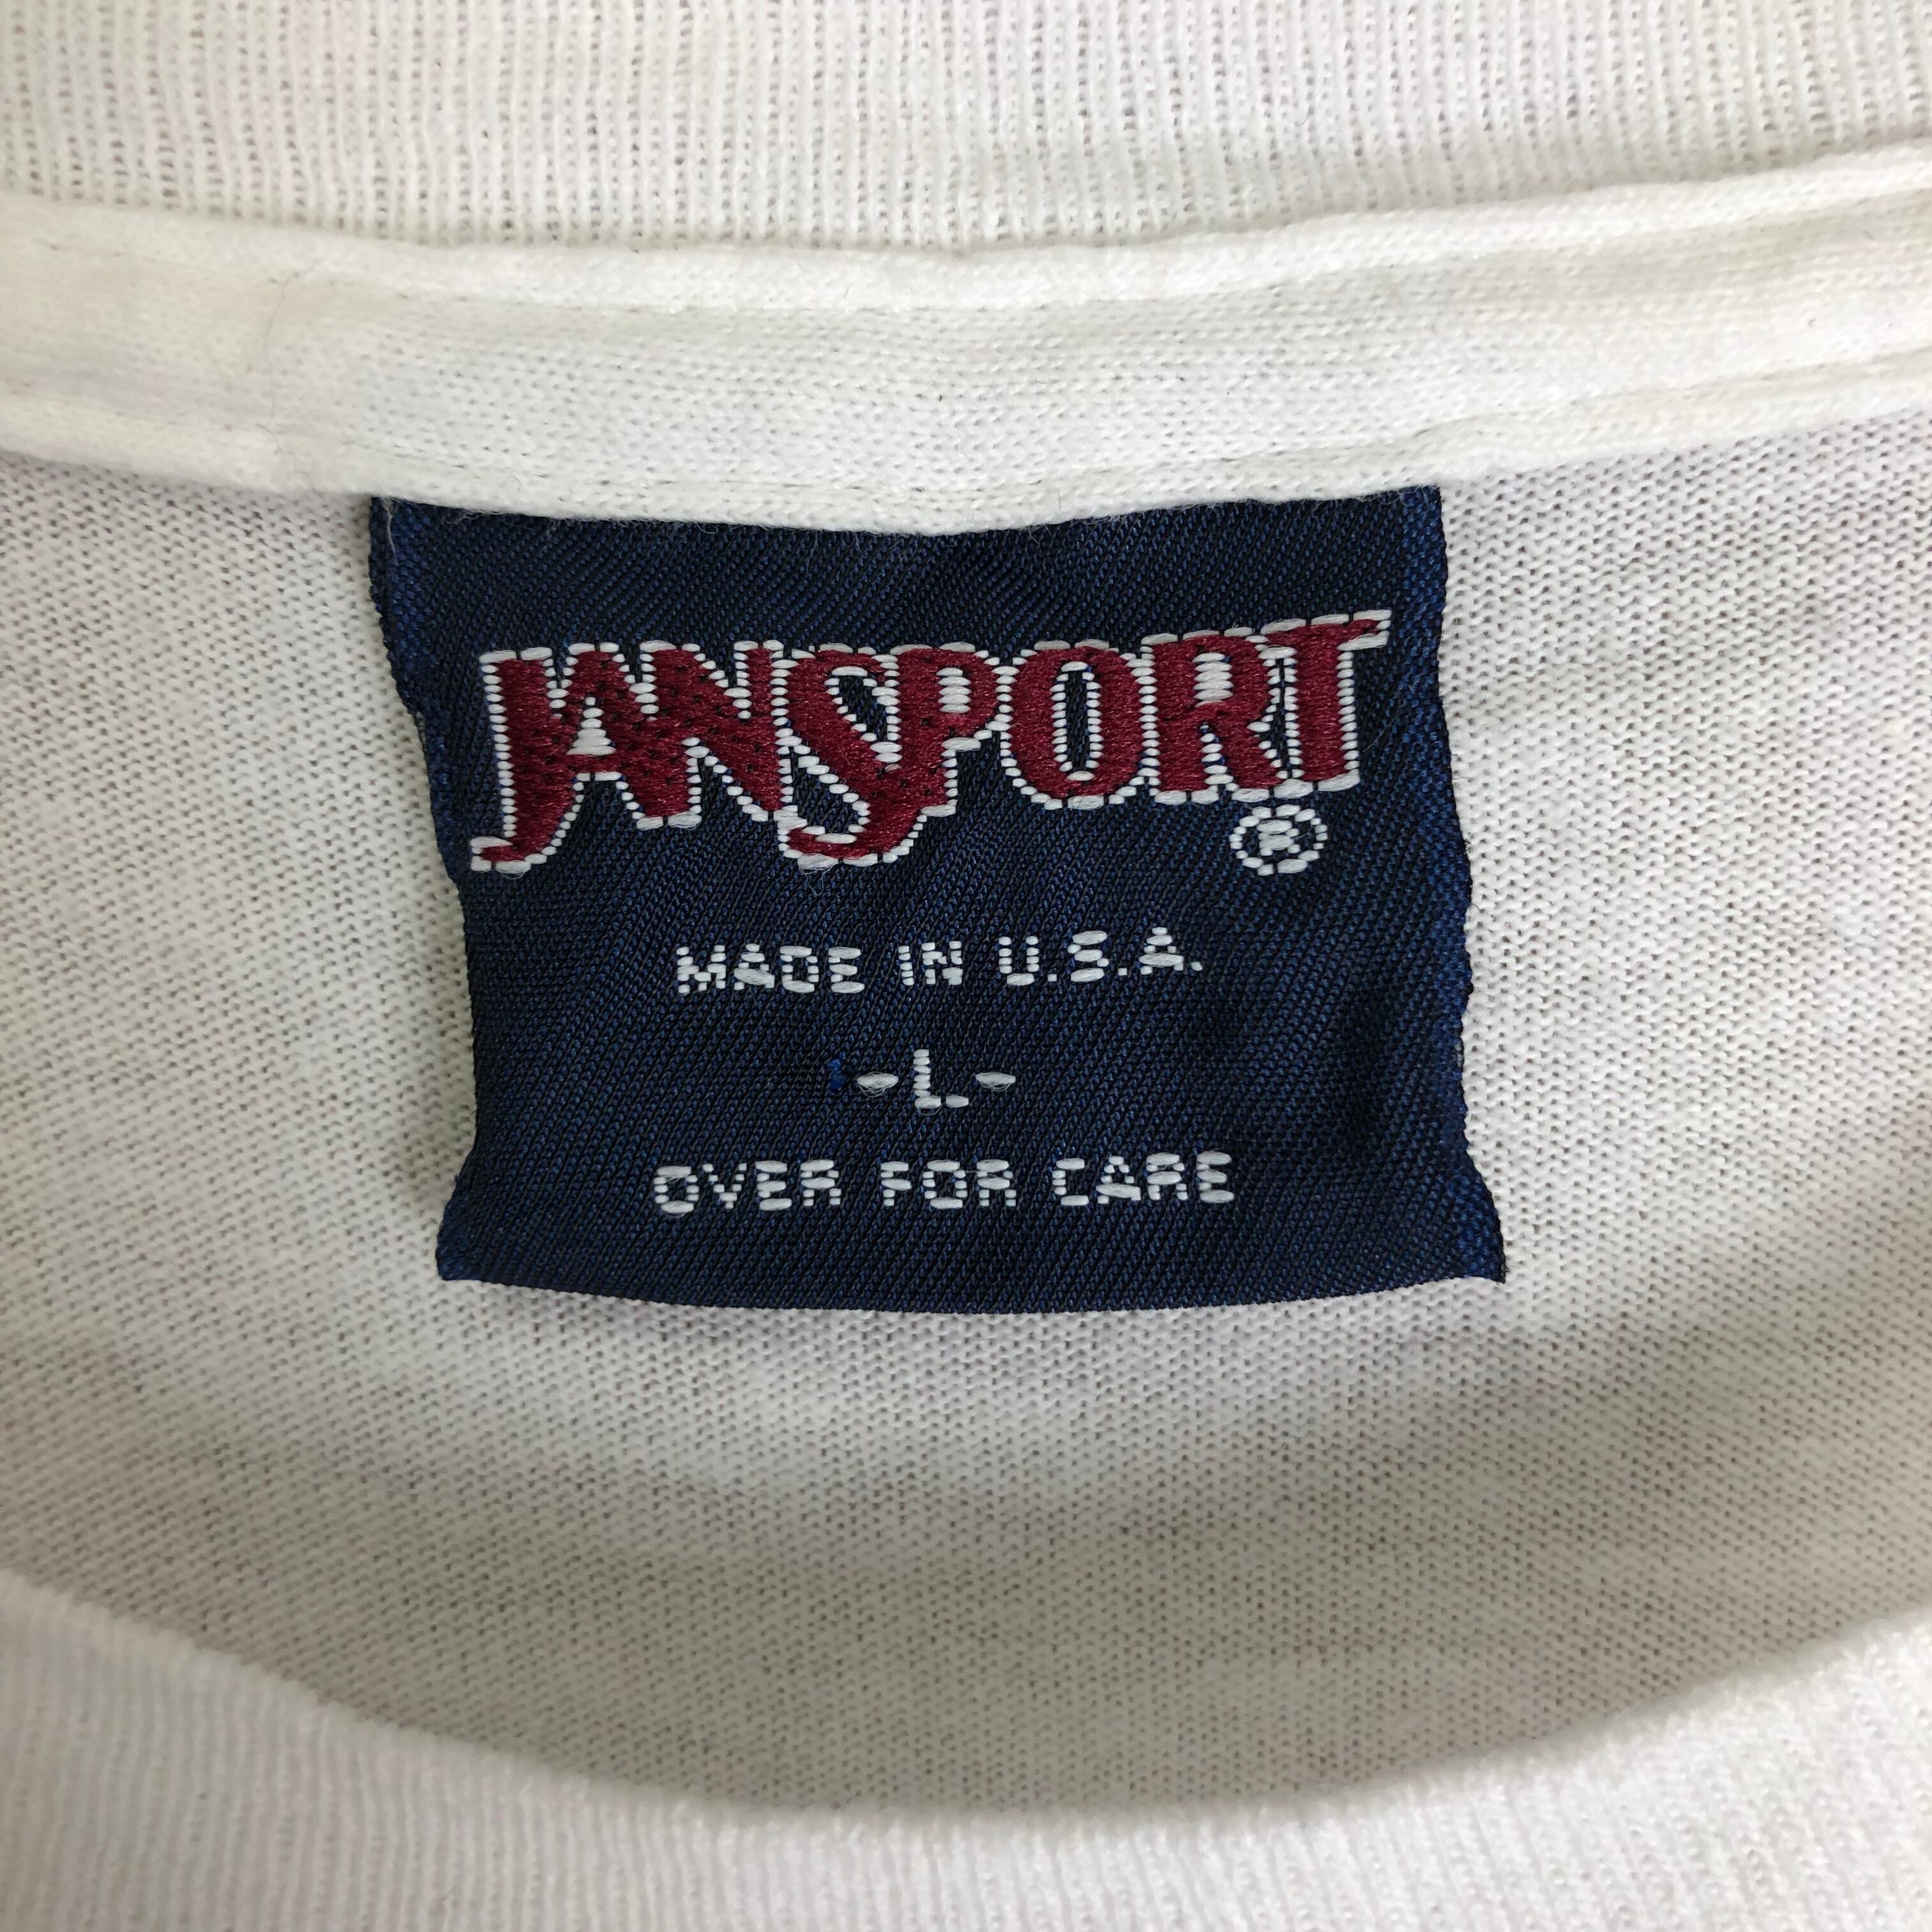 JANSPORT
®
MADE IN U.S.A.
-L-
OVER FOR CARE